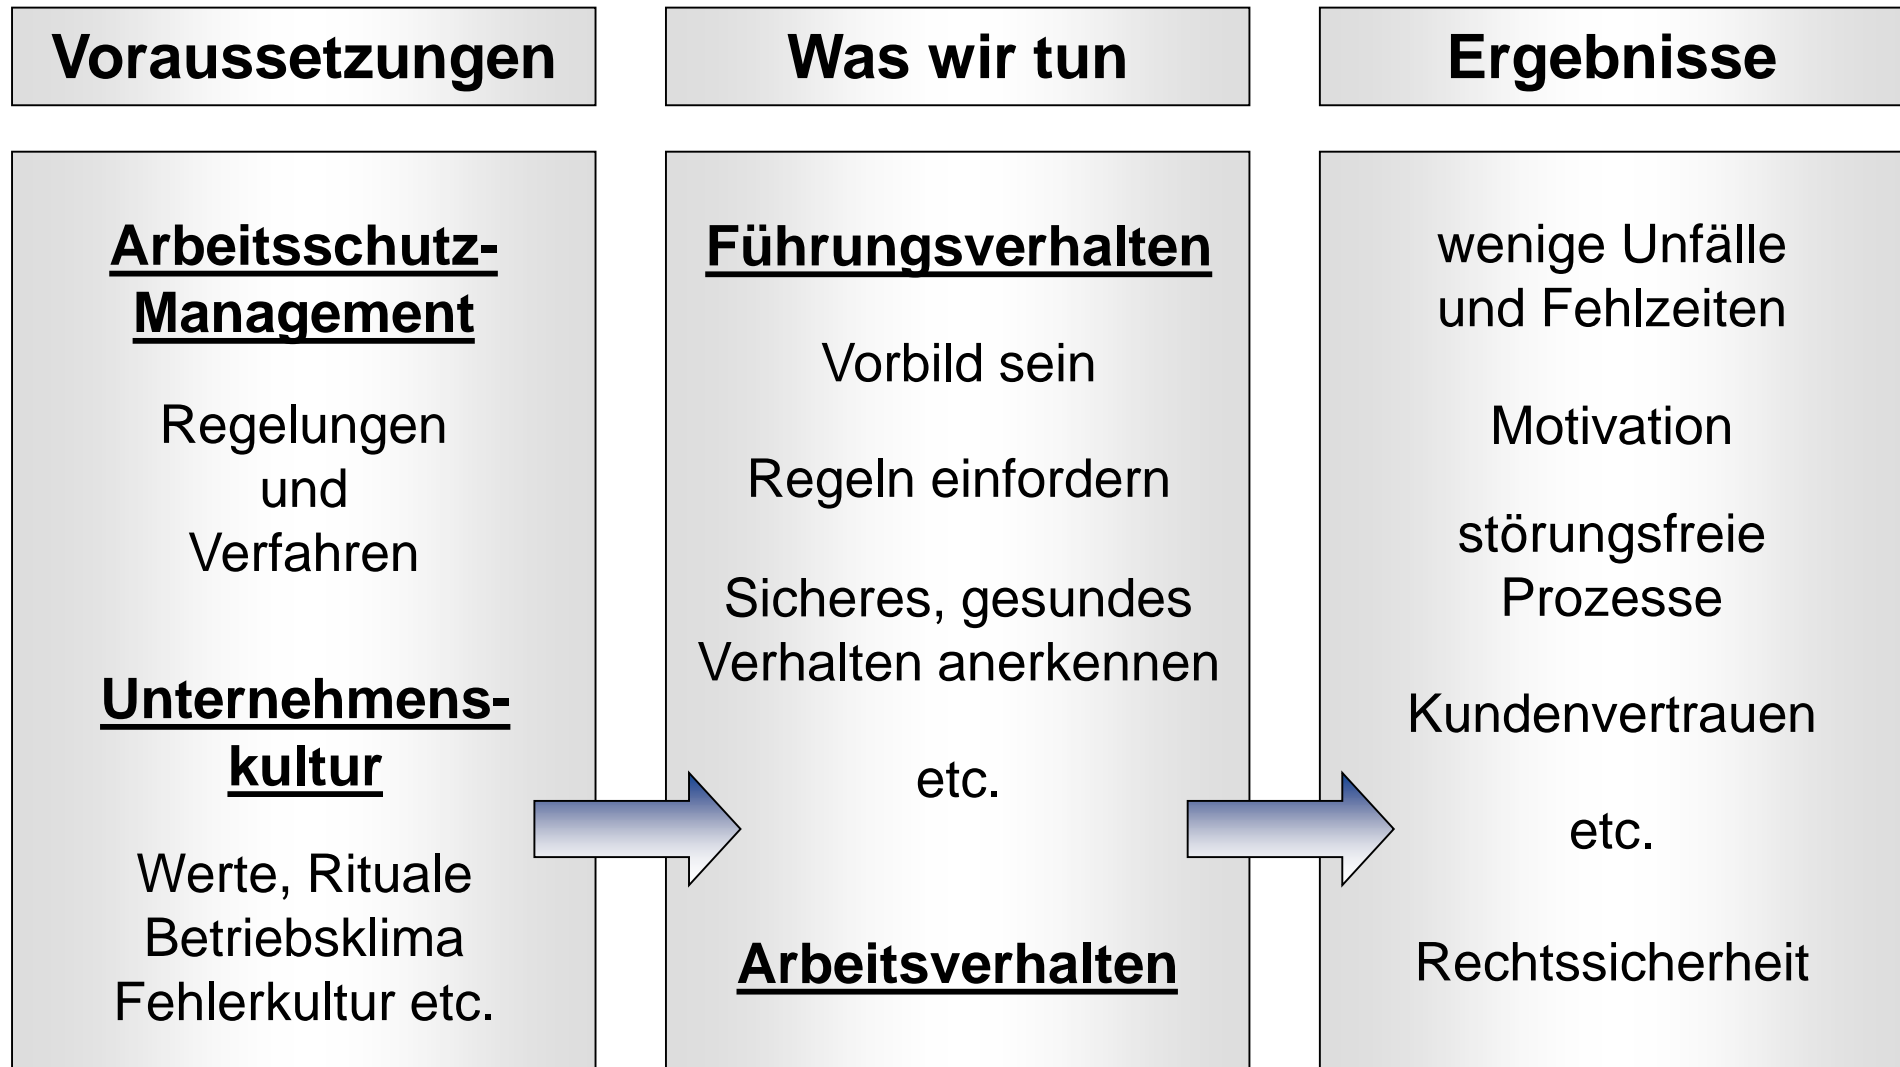 Voraussetzungen
Was wir tun
Ergebnisse
Arbeitsschutz-
Management
Regelungen
und
Verfahren
Unternehmens-
kultur
Werte, Rituale
Betriebsklima
Fehlerkultur etc.
Führungsverhalten
Vorbild sein
Regeln einfordern
Sicheres, gesundes
Verhalten anerkennen
etc.
Arbeitsverhalten
wenige Unfälle
und Fehlzeiten
Motivation
störungsfreie
Prozesse
Kundenvertrauen
etc.
Rechtssicherheit